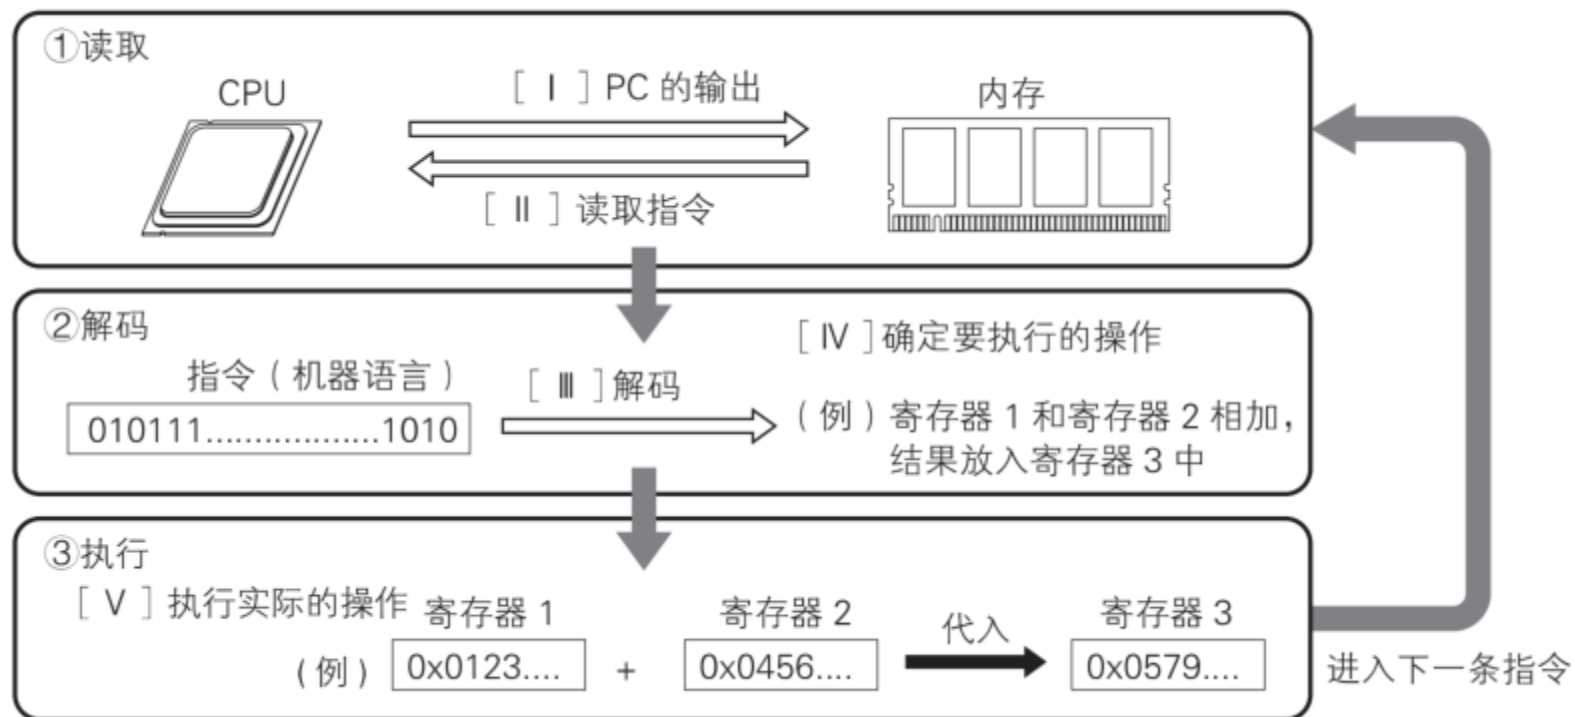 ①读取
CPU
[ Ⅰ ] PC 的输出
内存
[ Ⅱ ] 读取指令
②解码
指令 ( 机器语言 )
010111..................1010
[ Ⅲ ]解码
[ Ⅳ ]确定要执行的操作
( 例 ) 寄存器 1 和寄存器 2 相加，
结果放入寄存器 3 中
③执行
[ Ⅴ ] 执行实际的操作
寄存器 1
寄存器 2
代入
寄存器 3
( 例 )
0x0123....
+
0x0456....
0x0579....
进入下一条指令